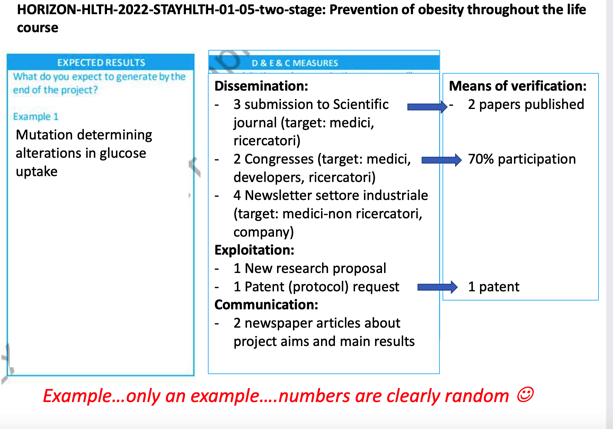 HORIZON-HLTH-2022-STAYHLTH-01-05-two-stage: Prevention of obesity throughout the life
course
EXPECTED RESULTS
What do you expect to generate by the
end of the project?
Example 1
Mutation determining
alterations in glucose
uptake
D & E & C MEASURES
Dissemination:
- 3 submission to Scientific
journal (target: medici,
ricercatori)
- 2 Congresses (target: medici,
developers, ricercatori)
- 4 Newsletter settore industriale
(target: medici-non ricercatori,
company)
Exploitation:
- 1 New research proposal
- 1 Patent (protocol) request
Communication:
- 2 newspaper articles about
project aims and main results
Means of verification:
- 2 papers published
70% participation
1 patent
Example...only an example....numbers are clearly random ☺